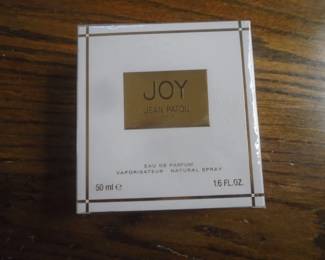 JOY
JEAN PATOU
EAU DE PARFUM
VAPORISATEUR · NATURAL SPRAY
50 ml ℮ 1.6 FL.OZ.